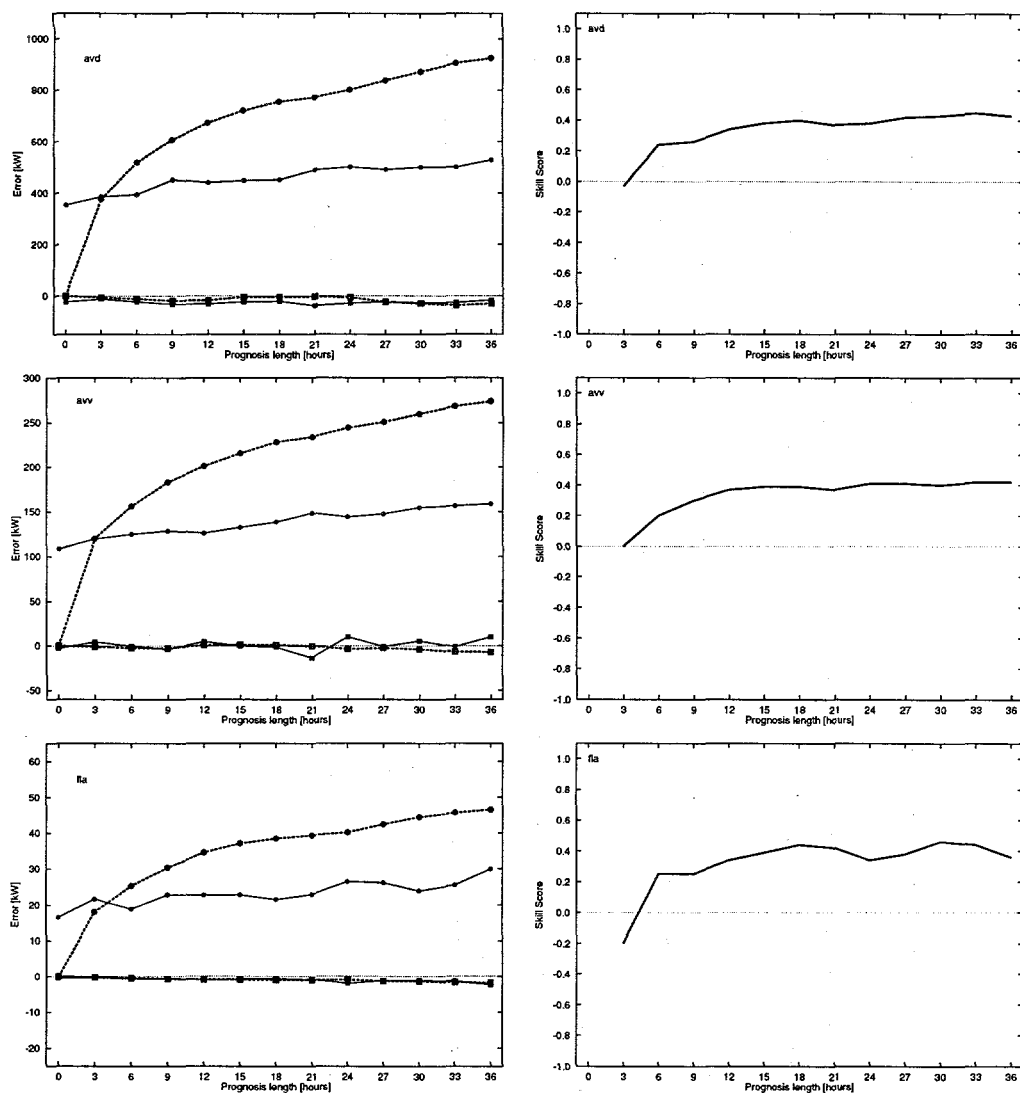 1000
800
600
400
200
0
Error [kW]
avd
0 3 6 9 12 15 18 21 24 27 30 33 36
Prognosis length [hours]
1.0
0.8
0.6
0.4
0.2
0.0
-0.2
-0.4
-0.6
-0.8
-1.0
Skill Score
avd
0 3 6 9 12 15 18 21 24 27 30 33 36
Prognosis length [hours]
300
250
200
150
100
50
0
-50
Error [kW]
avv
0 3 6 9 12 15 18 21 24 27 30 33 36
Prognosis length [hours]
1.0
0.8
0.6
0.4
0.2
0.0
-0.2
-0.4
-0.6
-0.8
-1.0
Skill Score
avv
0 3 6 9 12 15 18 21 24 27 30 33 36
Prognosis length [hours]
60
50
40
30
20
10
0
-10
-20
Error [kW]
fla
0 3 6 9 12 15 18 21 24 27 30 33 36
Prognosis length [hours]
1.0
0.8
0.6
0.4
0.2
0.0
-0.2
-0.4
-0.6
-0.8
-1.0
Skill Score
fla
0 3 6 9 12 15 18 21 24 27 30 33 36
Prognosis length [hours]